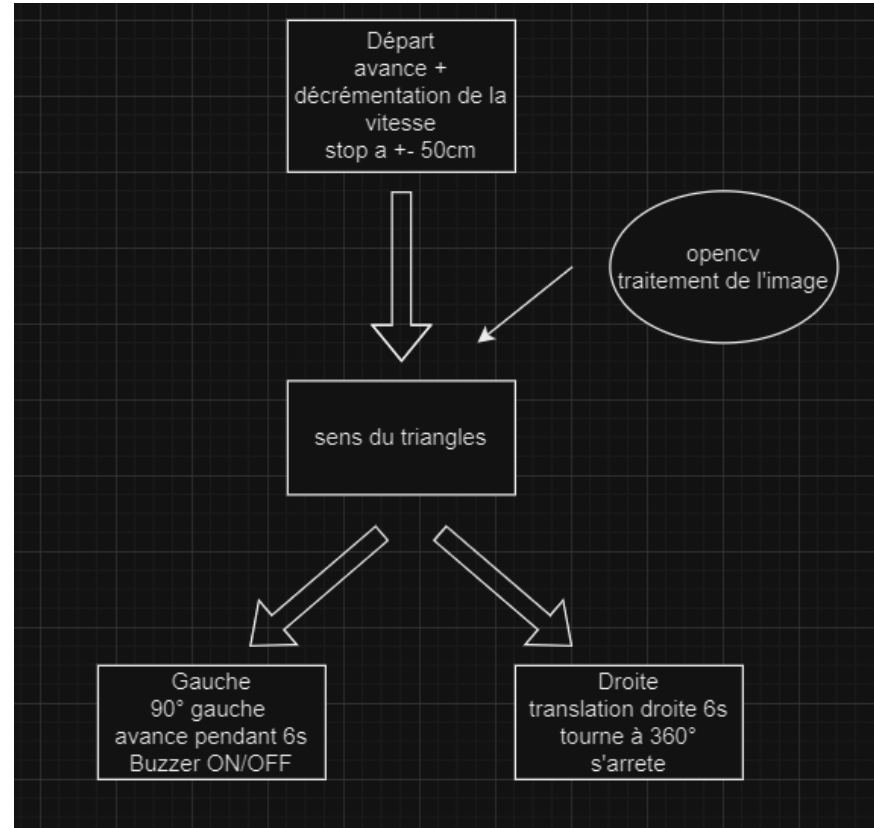 Départ
avance +
décrémentation de la
vitesse
stop a +- 50cm
opencv
traitement de l'image
sens du triangles
Gauche
90° gauche
avance pendant 6s
Buzzer ON/OFF
Droite
translation droite 6s
tourne à 360°
s'arrete